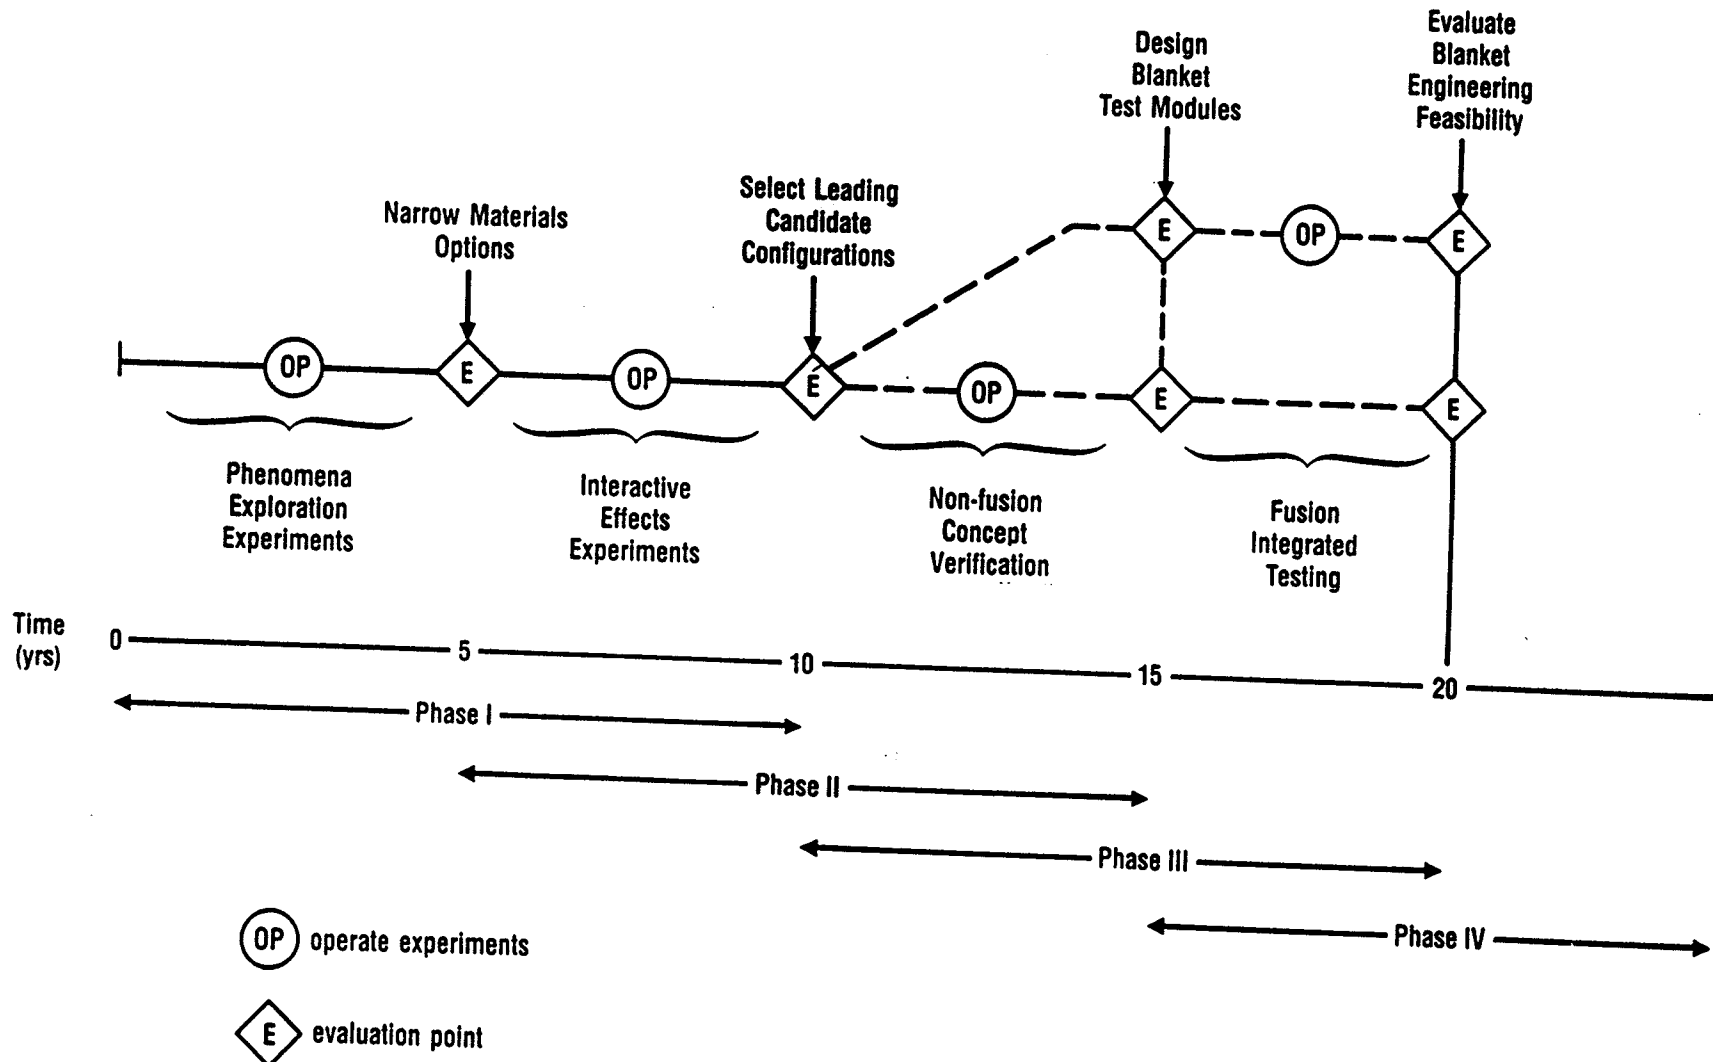 Evaluate
Blanket
Engineering
Feasibility
Design
Blanket
Test Modules
Select Leading
Candidate
Configurations
Narrow Materials
Options
E
OP
E
OP
E
OP
E
E
OP
E
E
Phenomena
Exploration
Experiments
Interactive
Effects
Experiments
Non-fusion
Concept
Verification
Fusion
Integrated
Testing
Time
(yrs)
0
5
10
15
20
Phase I
Phase II
Phase III
Phase IV
OP operate experiments
E evaluation point